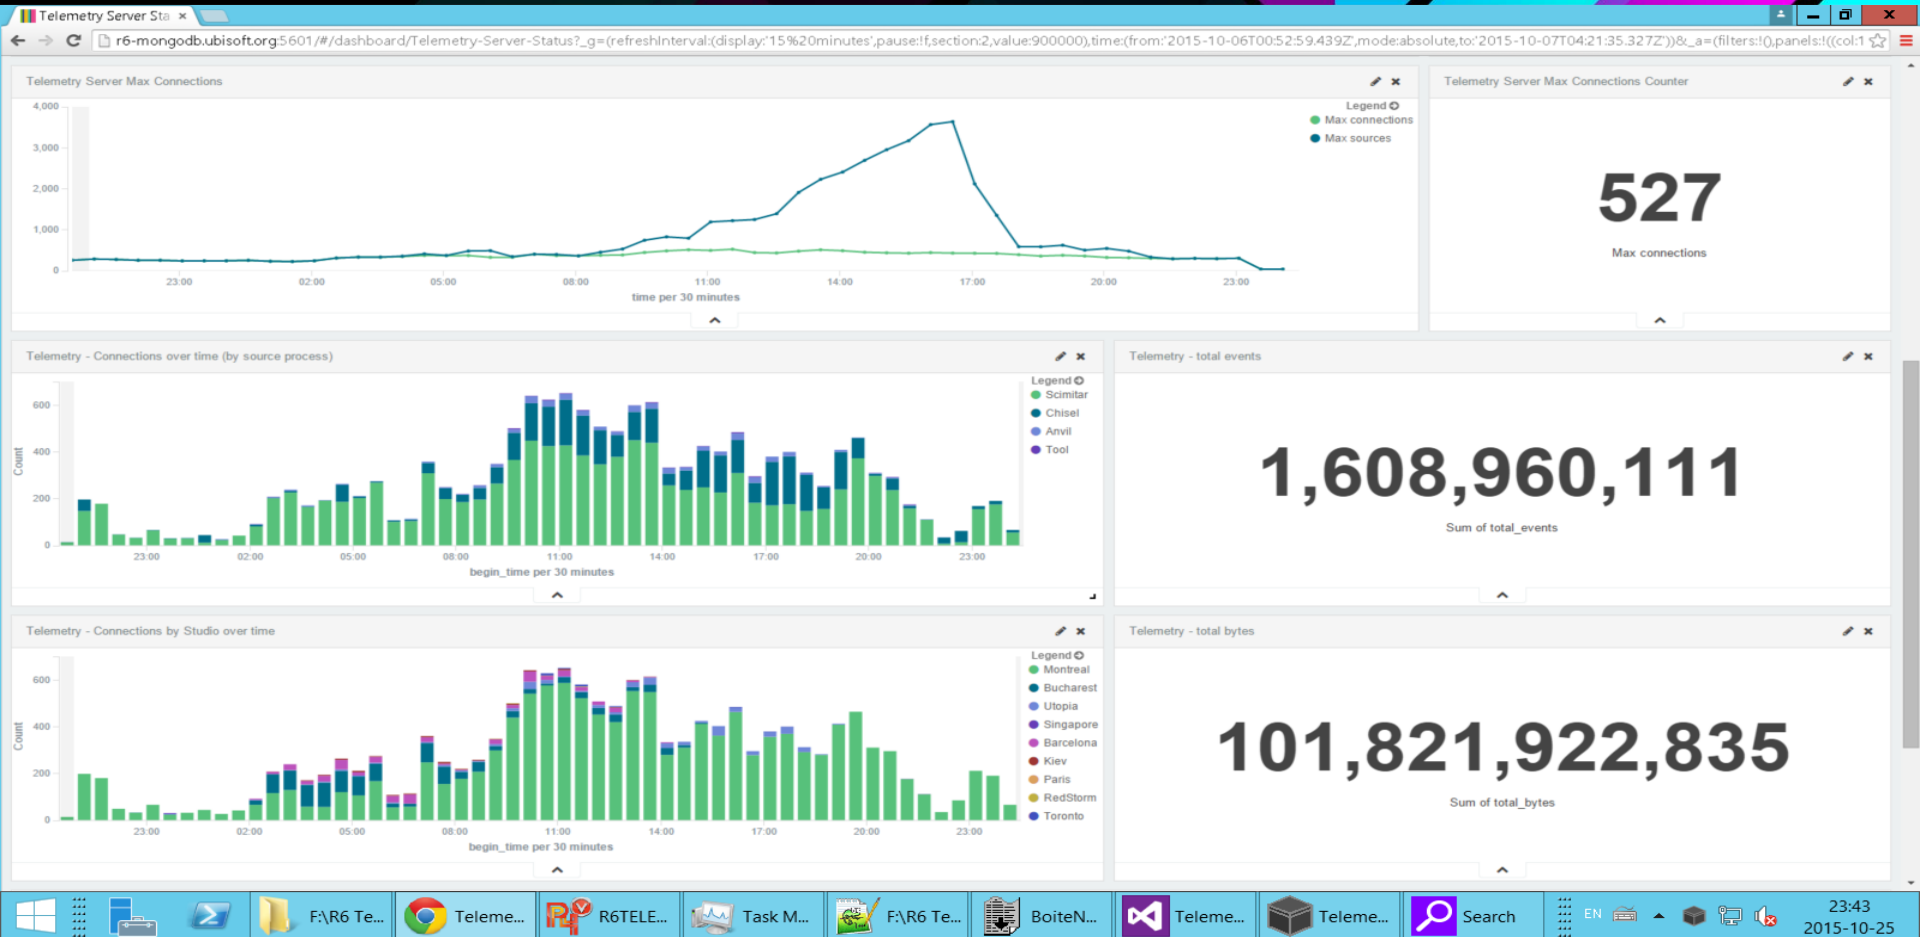 Telemetry Server Sta
r6-mongodb.ubisoft.org:5601/#/dashboard/Telemetry-Server-Status?_g=(refreshInterval:(display:'15%20minutes',pause:!f,section:2,value:900000),time:(from:'2015-10-06T00:52:59.439Z',mode:absolute,to:'2015-10-07T04:21:35.327Z'))&_a=(filters:!(),panels:!((col:1
Telemetry Server Max Connections
Legend
Max connections
Max sources
4,000
3,000
2,000
1,000
0
23:00 02:00 05:00 08:00 11:00 14:00 17:00 20:00 23:00
time per 30 minutes
Telemetry Server Max Connections Counter
527
Max connections
Telemetry - Connections over time (by source process)
Legend
Scimitar
Chisel
Anvil
Tool
Count
600
400
200
0
23:00 02:00 05:00 08:00 11:00 14:00 17:00 20:00 23:00
begin_time per 30 minutes
Telemetry - total events
1,608,960,111
Sum of total_events
Telemetry - Connections by Studio over time
Legend
Montreal
Bucharest
Utopia
Singapore
Barcelona
Kiev
Paris
RedStorm
Toronto
Count
600
400
200
0
23:00 02:00 05:00 08:00 11:00 14:00 17:00 20:00 23:00
begin_time per 30 minutes
Telemetry - total bytes
101,821,922,835
Sum of total_bytes
F:\R6 Te... Teleme... R6TELE... Task M... F:\R6 Te... BoiteN... Teleme... Teleme... Search EN 23:43
2015-10-25